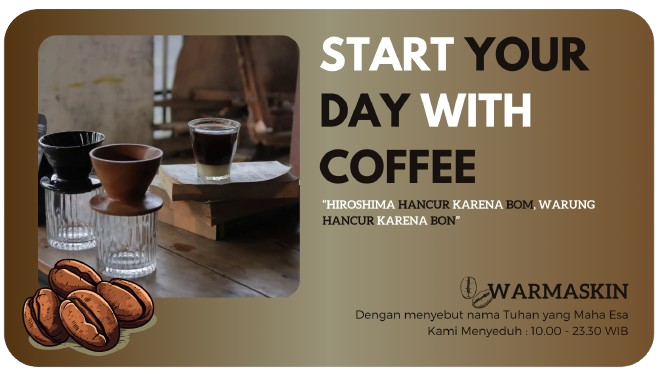 START YOUR
DAY WITH
COFFEE
"HIROSHIMA HANCUR KARENA BOM, WARUNG
HANCUR KARENA BON"
WARMASKIN
Dengan menyebut nama Tuhan yang Maha Esa
Kami Menyeduh : 10.00 - 23.30 WIB